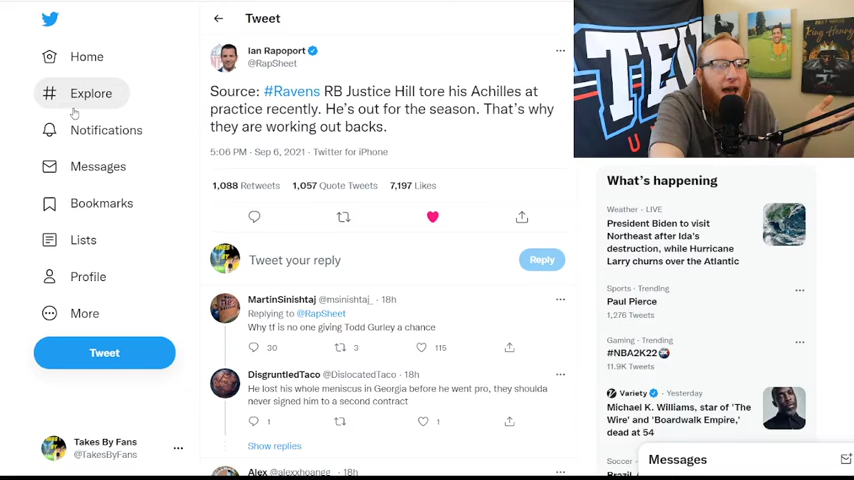 Home
Explore
Notifications
Messages
Bookmarks
Lists
Profile
More
Tweet
Takes By Fans
@TakesByFans
Tweet
Ian Rapoport
@RapSheet
Source: #Ravens RB Justice Hill tore his Achilles at
practice recently. He's out for the season. That's why
they are working out backs.
5:06 PM · Sep 6, 2021 · Twitter for iPhone
1,088 Retweets 1,057 Quote Tweets 7,197 Likes
Tweet your reply
Reply
MartinSinishtaj @msinishtaj_ · 18h
Replying to @RapSheet
Why tf is no one giving Todd Gurley a chance
30 3 115
DisgruntledTaco @DislocatedTaco · 18h
He lost his whole meniscus in Georgia before he went pro, they shoulda
never signed him to a second contract
1 1
Show replies
Alex @alexxhoangg_ · 18h
King Henry
What's happening
Weather · LIVE
President Biden to visit
Northeast after Ida's
destruction, while Hurricane
Larry churns over the Atlantic
Sports · Trending
Paul Pierce
1,276 Tweets
Gaming · Trending
#NBA2K22
11.9K Tweets
Variety · Yesterday
Michael K. Williams, star of 'The
Wire' and 'Boardwalk Empire,'
dead at 54
Soccer
Messages